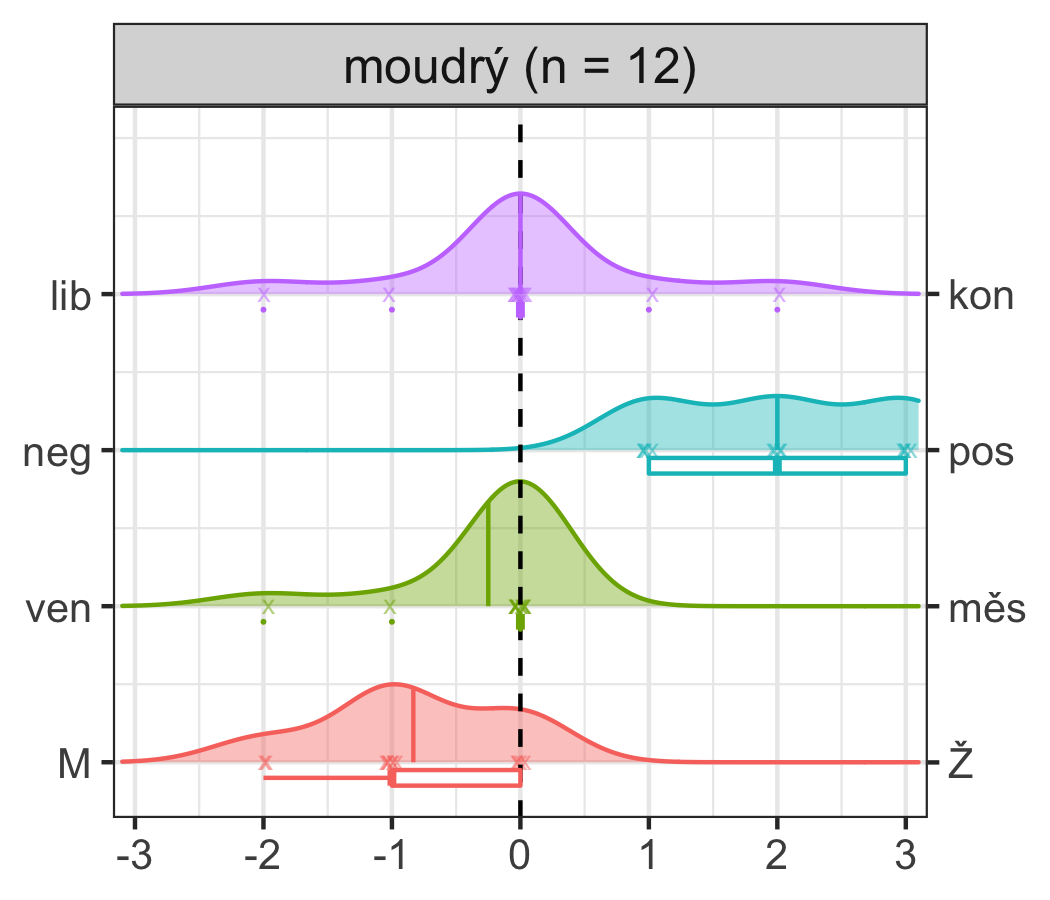 moudrý (n = 12)
lib kon
neg pos
ven měs
M Ž
-3 -2 -1 0 1 2 3